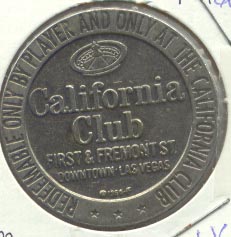 REDEEMABLE ONLY BY PLAYER AND ONLY AT THE CALIFORNIA CLUB
California
Club
FIRST & FREMONT ST.
DOWNTOWN · LAS VEGAS